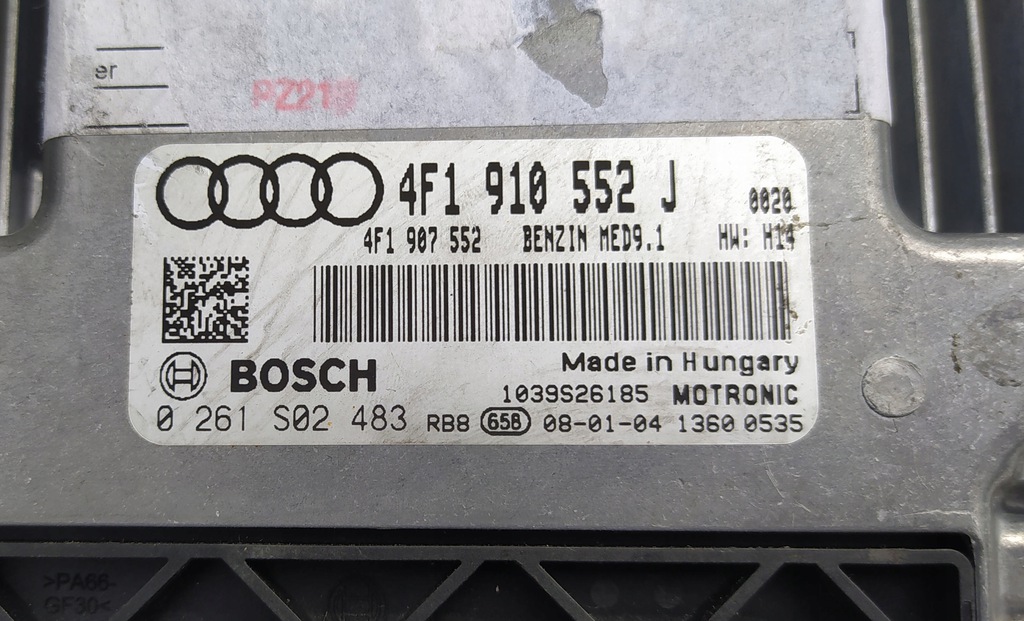 er
PZ21
4F1 910 552 J 0020
4F1 907 552 BENZIN MED9.1 HW: H14
BOSCH
Made in Hungary
1039S26185 MOTRONIC
0 261 S02 483 RB8 658 08-01-04 1360 0535
>PA66-
GF30<